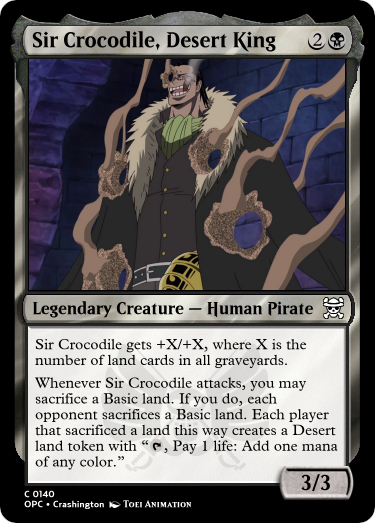 Sir Crocodile, Desert King 2
Legendary Creature — Human Pirate
Sir Crocodile gets +X/+X, where X is the
number of land cards in all graveyards.
Whenever Sir Crocodile attacks, you may
sacrifice a Basic land. If you do, each
opponent sacrifices a Basic land. Each player
that sacrificed a land this way creates a Desert
land token with “, Pay 1 life: Add one mana
of any color.”
3/3
C 0140
OPC • Crashington Toei Animation